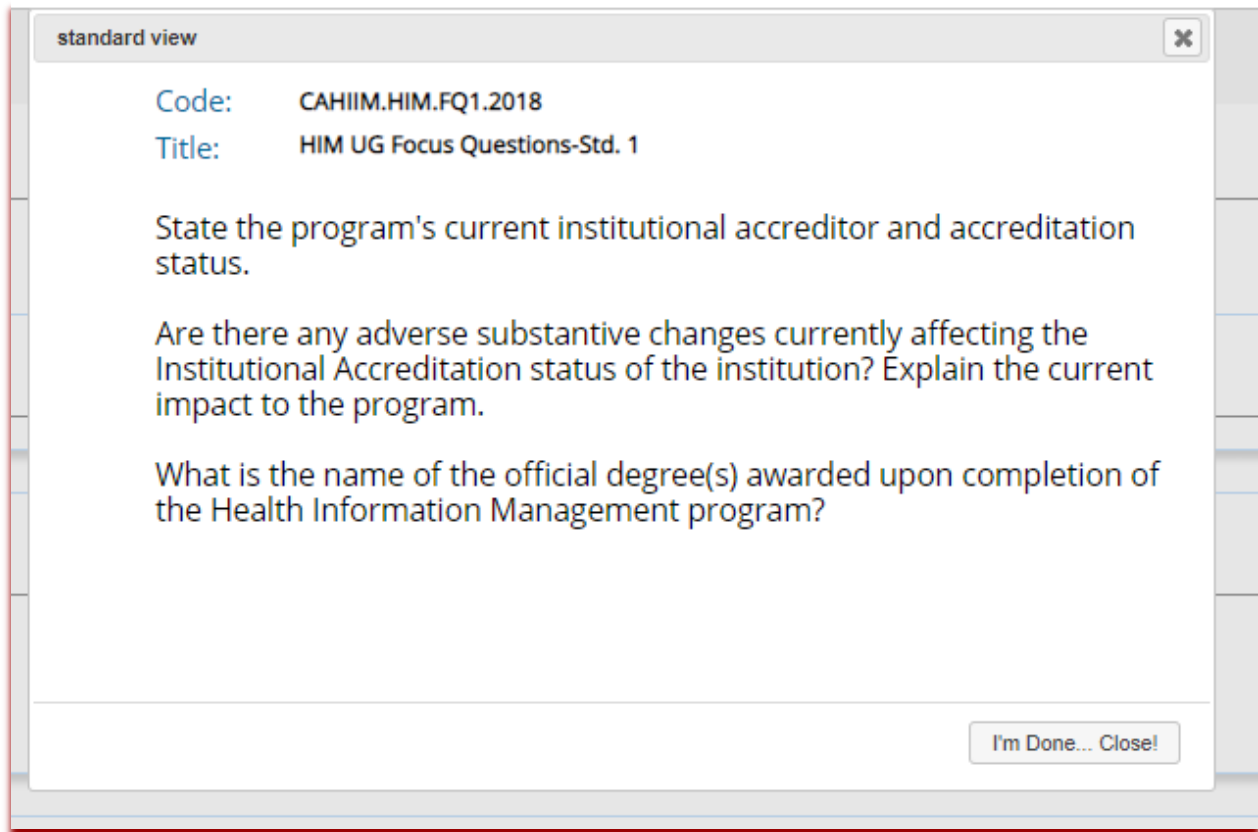 standard view
Code: CAHIIM.HIM.FQ1.2018
Title: HIM UG Focus Questions-Std. 1
State the program's current institutional accreditor and accreditation
status.
Are there any adverse substantive changes currently affecting the
Institutional Accreditation status of the institution? Explain the current
impact to the program.
What is the name of the official degree(s) awarded upon completion of
the Health Information Management program?
I'm Done... Close!